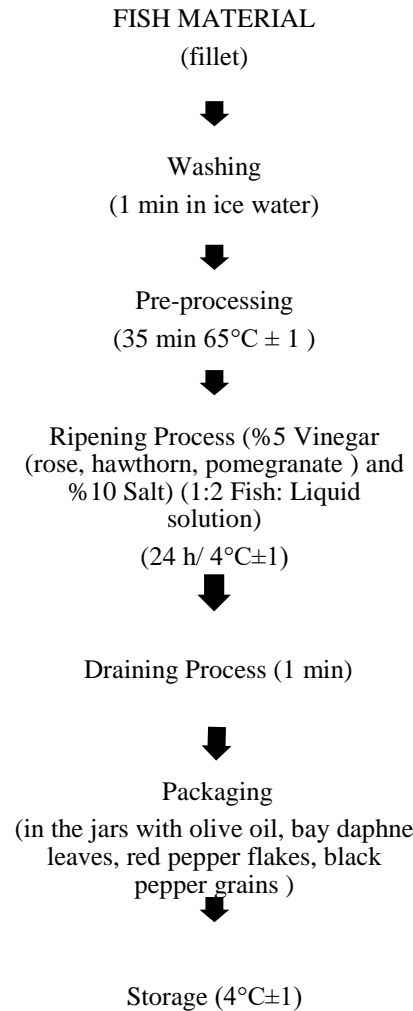 FISH MATERIAL
(fillet)
Washing
(1 min in ice water)
Pre-processing
(35 min 65°C ± 1 )
Ripening Process (%5 Vinegar
(rose, hawthorn, pomegranate ) and
%10 Salt) (1:2 Fish: Liquid
solution)
(24 h/ 4°C±1)
Draining Process (1 min)
Packaging
(in the jars with olive oil, bay daphne
leaves, red pepper flakes, black
pepper grains )
Storage (4°C±1)